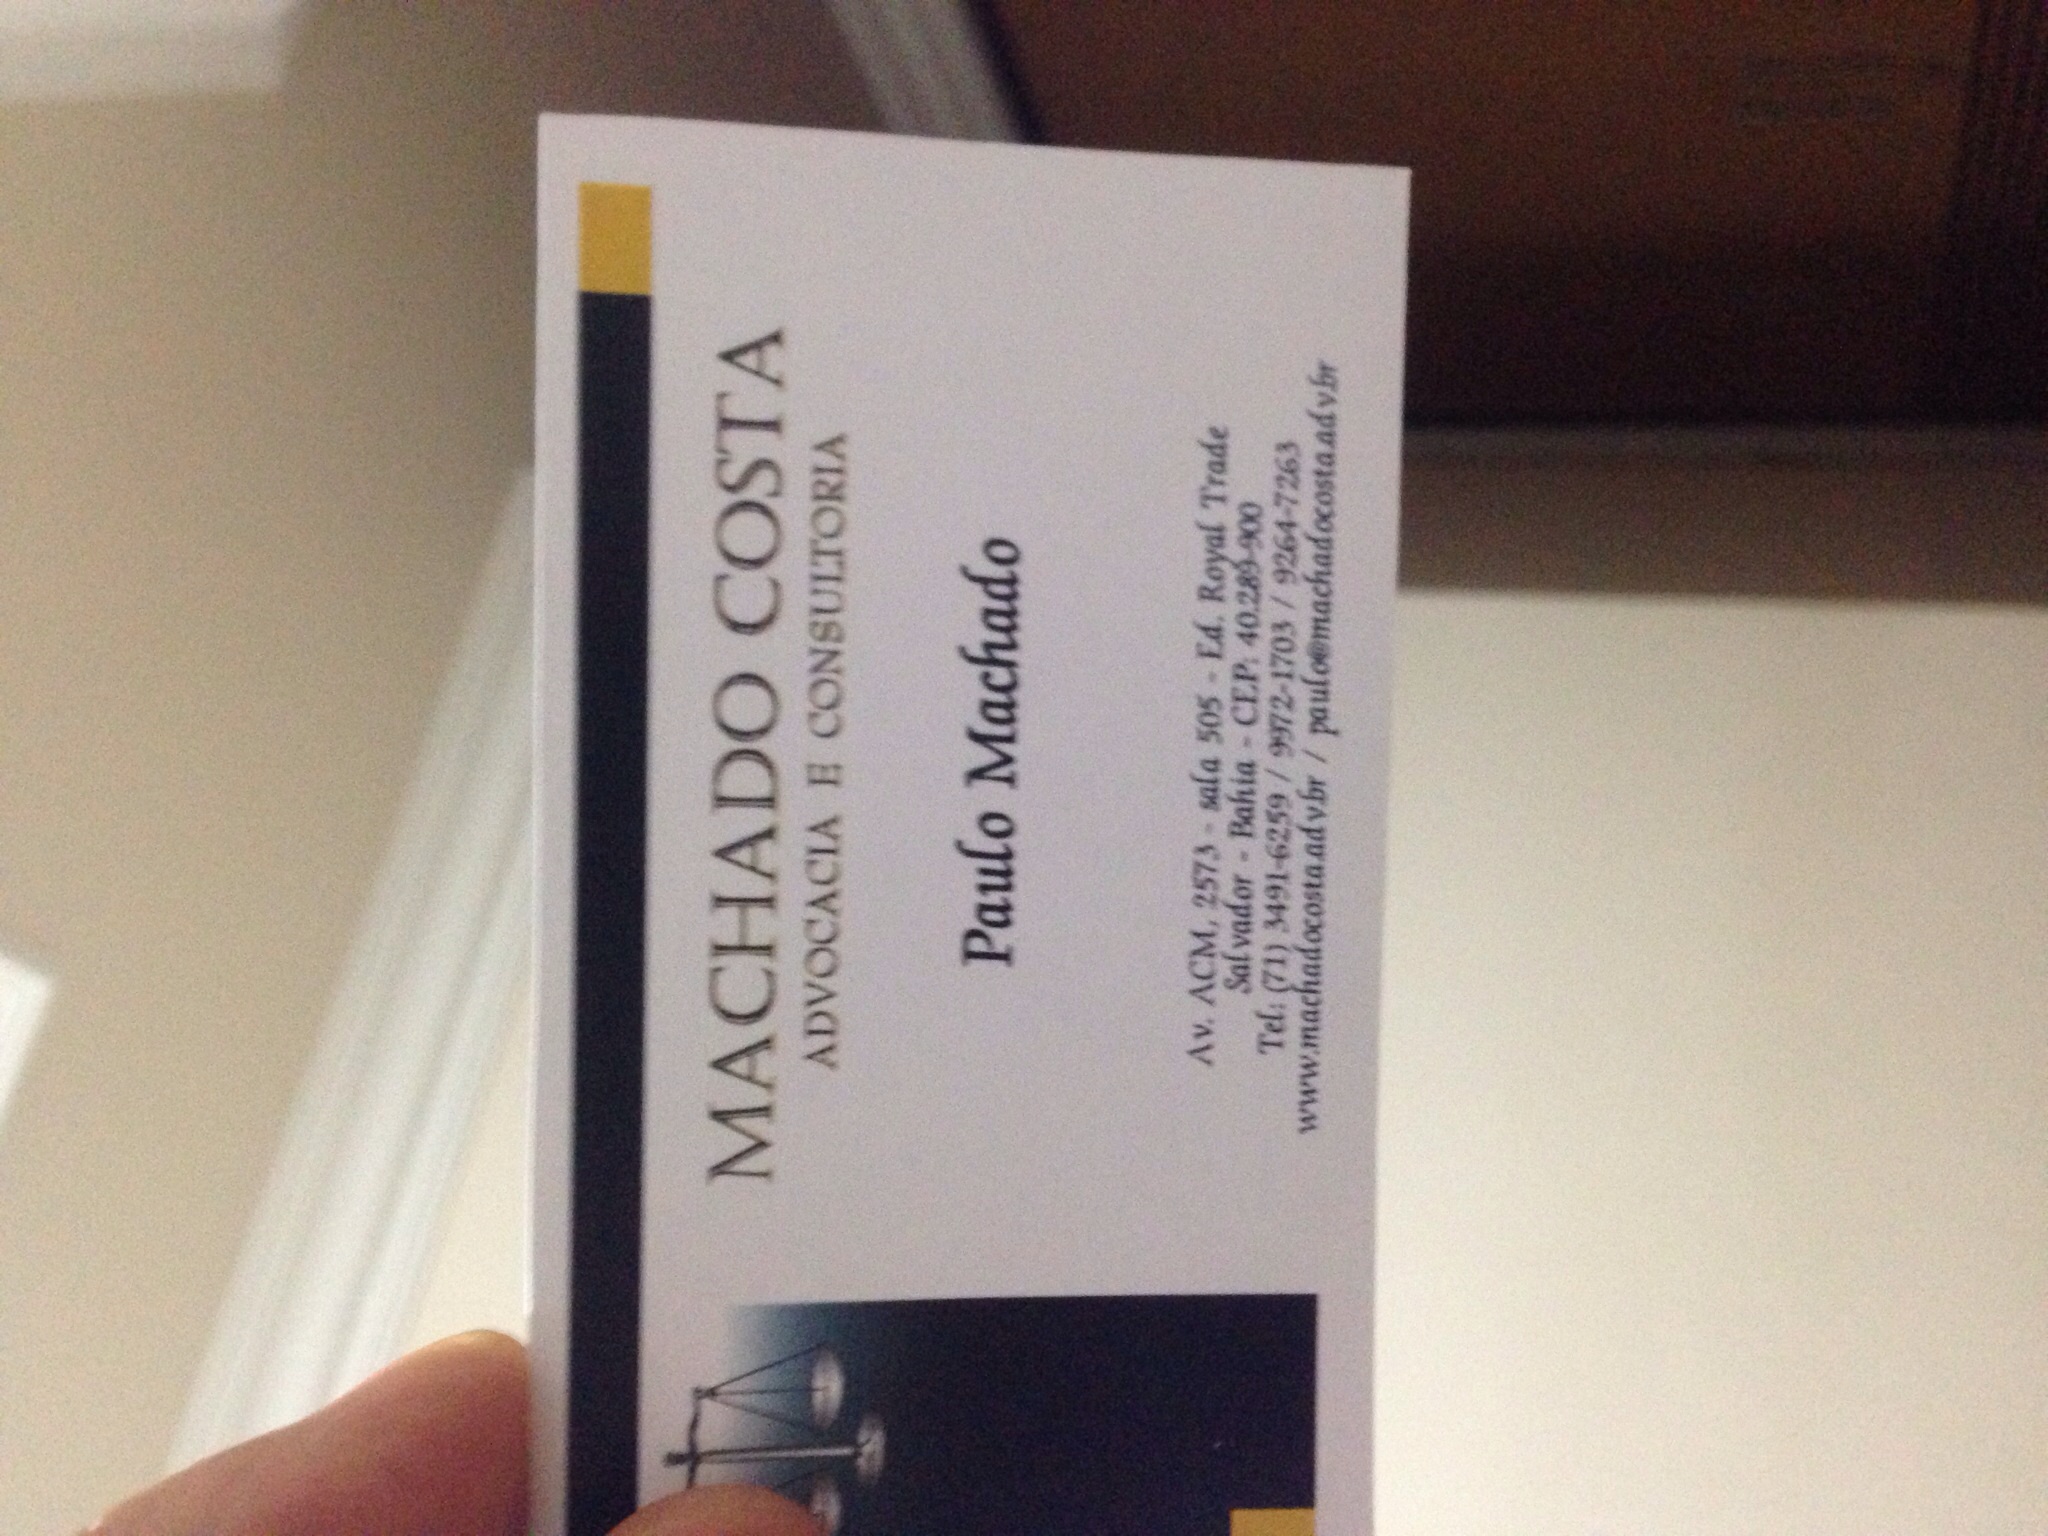 MACHADO COSTA
ADVOCACIA E CONSULTORIA
Paulo Machado
Av. ACM, 2573 - sala 505 - Ed. Royal Trade
Salvador - Bahia - CEP: 40.289-900
Tel: (71) 3491-6259 / 9972-1703 / 9264-7263
www.machadocosta.adv.br / paulo@machadocosta.adv.br